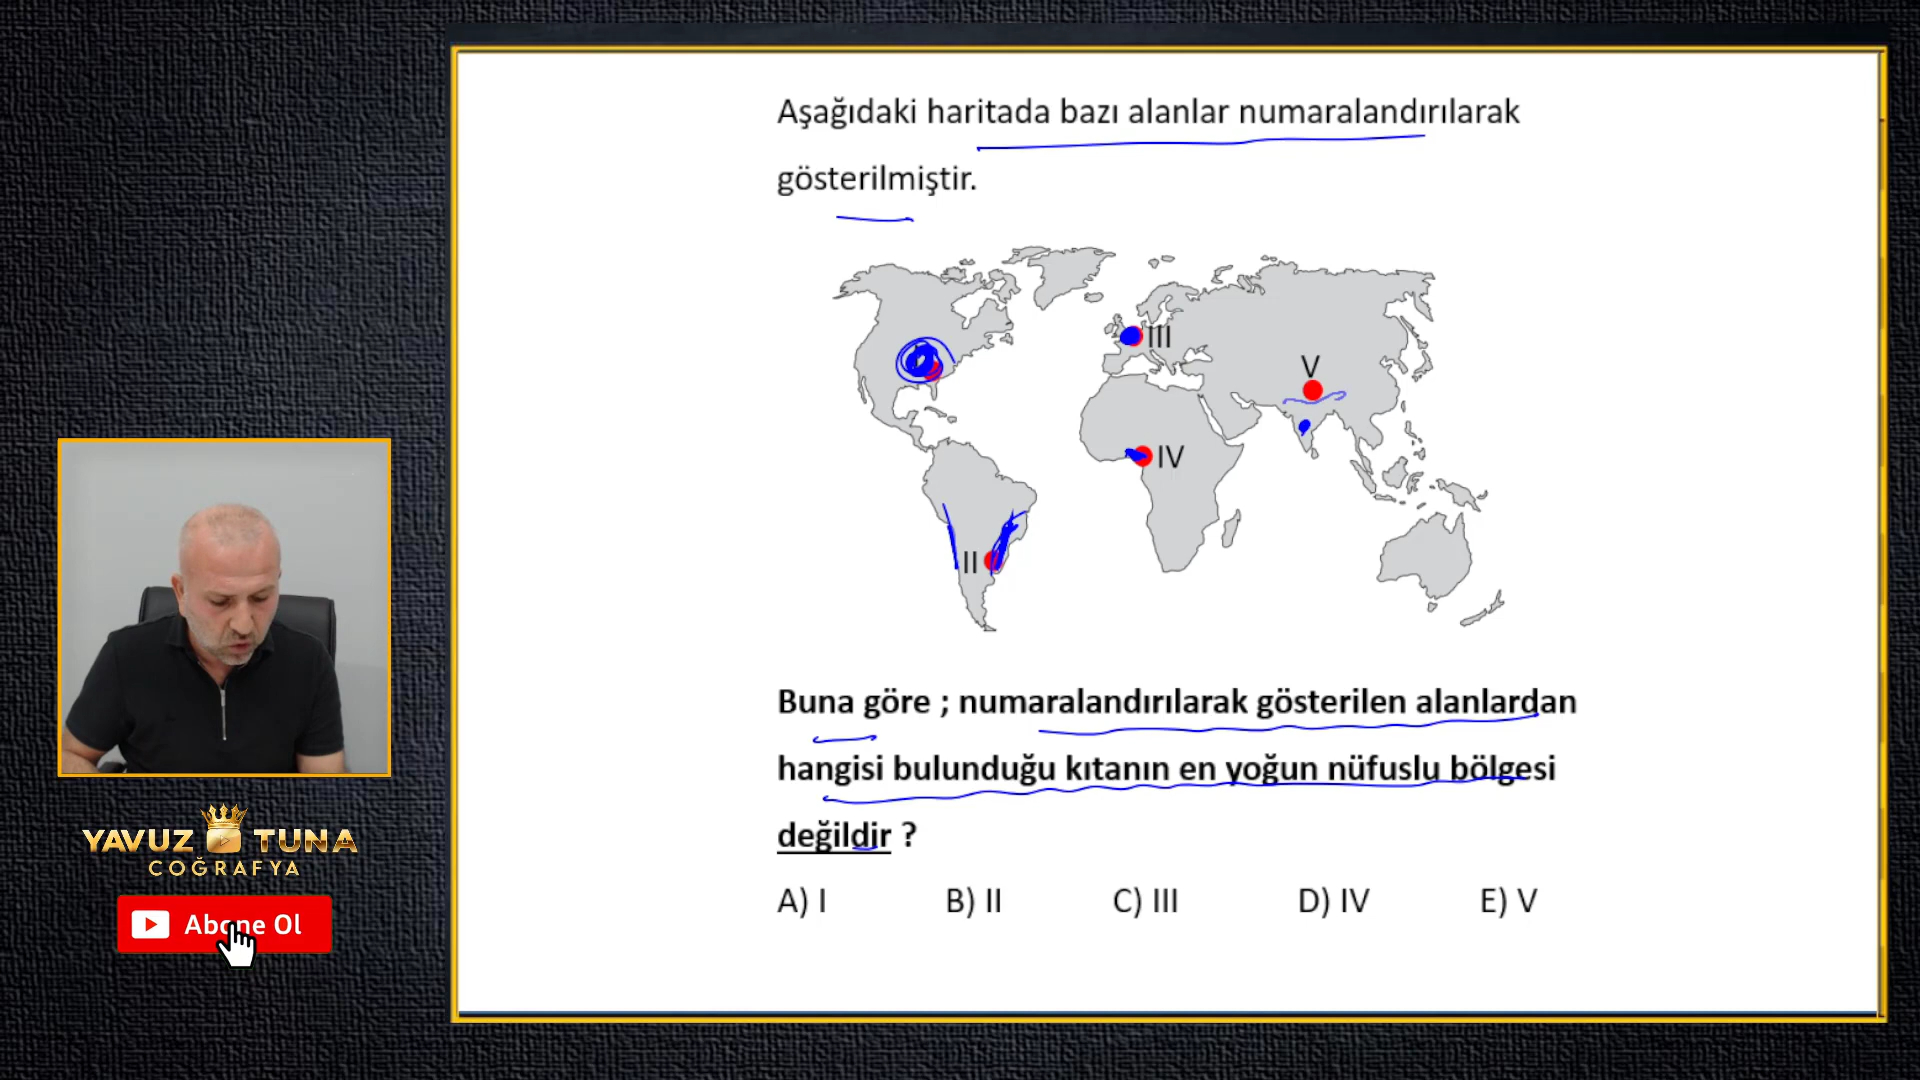 Aşağıdaki haritada bazı alanlar numaralandırılarak
gösterilmiştir.
III
V
IV
II
Buna göre ; numaralandırılarak gösterilen alanlardan
hangisi bulunduğu kıtanın en yoğun nüfuslu bölgesi
değildir ?
A) I B) II C) III D) IV E) V
YAVUZ TUNA
COĞRAFYA
Abone Ol